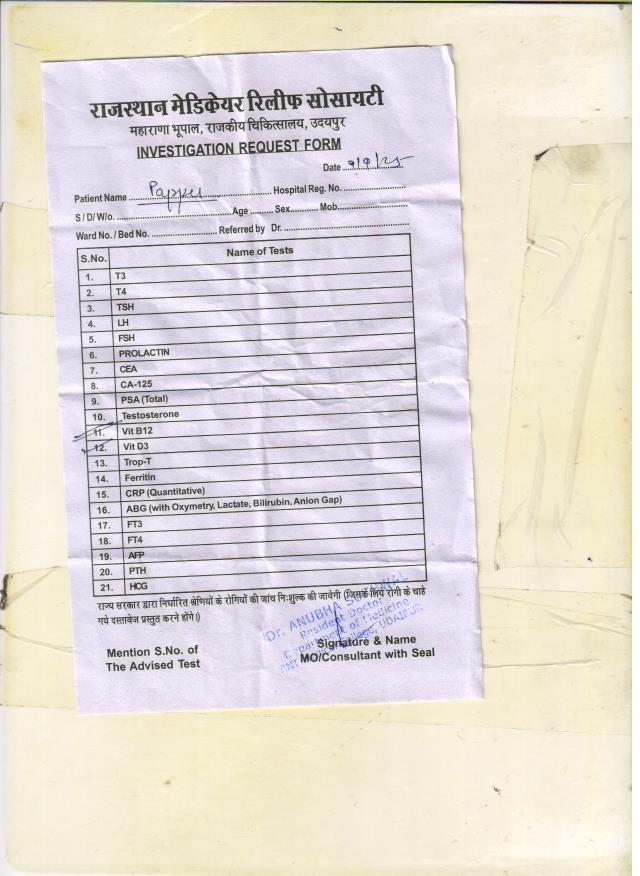 राजस्थान मेडिकेयर रिलीफ सोसायटी
महाराणा भूपाल, राजकीय चिकित्सालय, उदयपुर
INVESTIGATION REQUEST FORM
Date 9/9/25
Patient Name Pappu Hospital Reg. No.
S / D/ W/o. Age Sex Mob.
Ward No. / Bed No. Referred by Dr.
S.No. Name of Tests
1. T3
2. T4
3. TSH
4. LH
5. FSH
6. PROLACTIN
7. CEA
8. CA-125
9. PSA (Total)
10. Testosterone
11. Vit B12
12. Vit D3
13. Trop-T
14. Ferritin
15. CRP (Quantitative)
16. ABG (with Oxymetry, Lactate, Bilirubin, Anion Gap)
17. FT3
18. FT4
19. AFP
20. PTH
21. HCG
राज्य सरकार द्वारा निर्धारित श्रेणियों के रोगियों की जांच निःशुल्क की जावेगी (जिसके लिये रोगी के चाहे
गये दस्तावेज प्रस्तुत करने होंगे।)
Dr. ANUBHA
Resident Doctor
Department of Medicine
College, UDAIPUR
Mention S.No. of
The Advised Test
Signature & Name
MO/Consultant with Seal